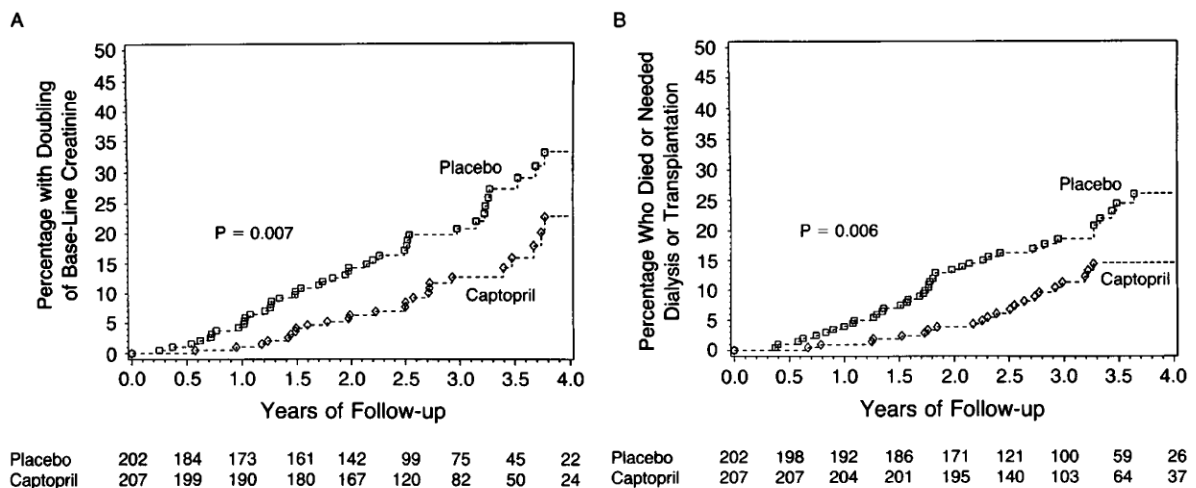 A
Percentage with Doubling
of Base-Line Creatinine
50
45
40
35
30
25
20
15
10
5
0
Placebo
P = 0.007
Captopril
0.0 0.5 1.0 1.5 2.0 2.5 3.0 3.5 4.0
Years of Follow-up
Placebo 202 184 173 161 142 99 75 45 22
Captopril 207 199 190 180 167 120 82 50 24
B
Percentage Who Died or Needed
Dialysis or Transplantation
50
45
40
35
30
25
20
15
10
5
0
Placebo
P = 0.006
Captopril
0.0 0.5 1.0 1.5 2.0 2.5 3.0 3.5 4.0
Years of Follow-up
Placebo 202 198 192 186 171 121 100 59 26
Captopril 207 207 204 201 195 140 103 64 37